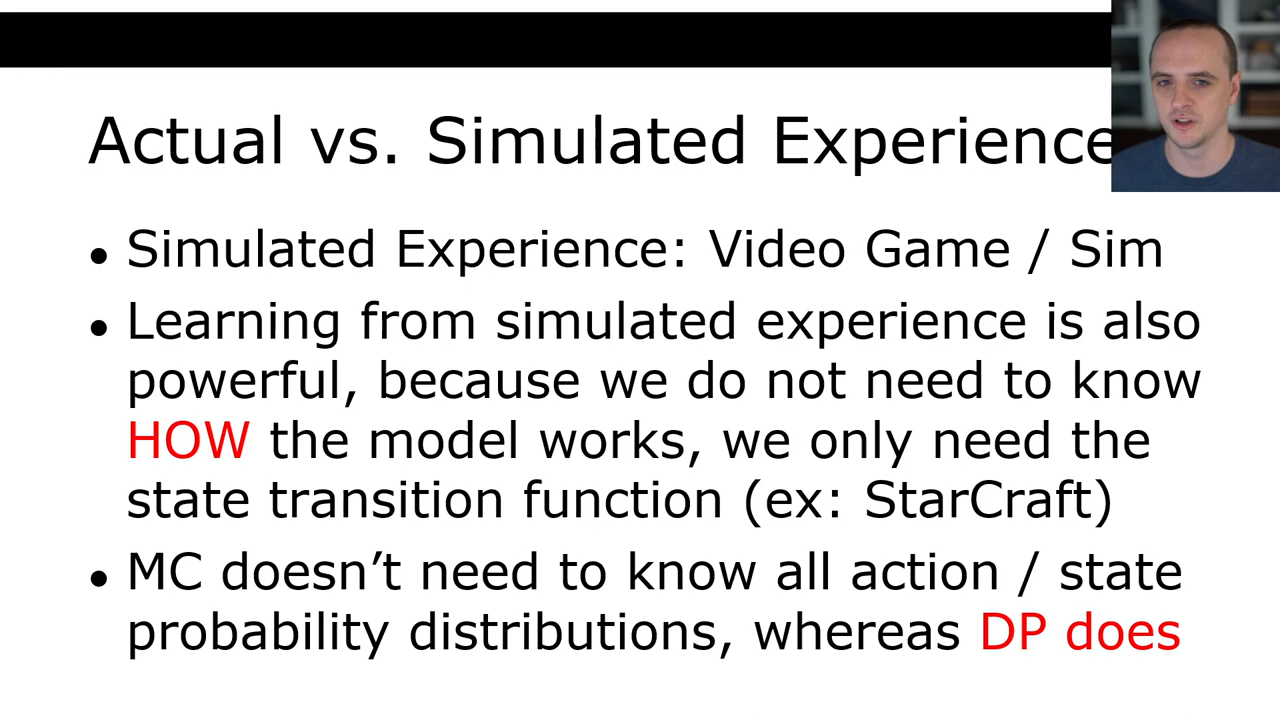 Actual vs. Simulated Experience
• Simulated Experience: Video Game / Sim
• Learning from simulated experience is also
powerful, because we do not need to know
HOW the model works, we only need the
state transition function (ex: StarCraft)
• MC doesn’t need to know all action / state
probability distributions, whereas DP does